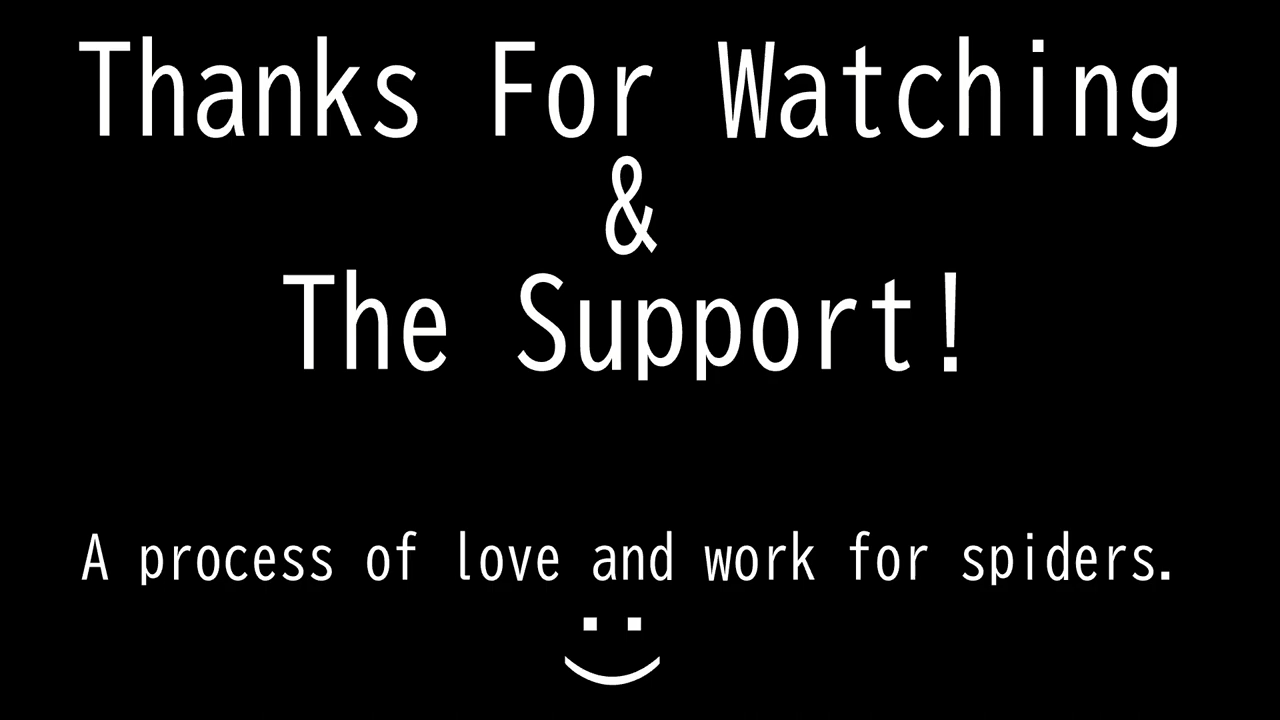 Thanks For Watching
&
The Support!
A process of love and work for spiders.
:)